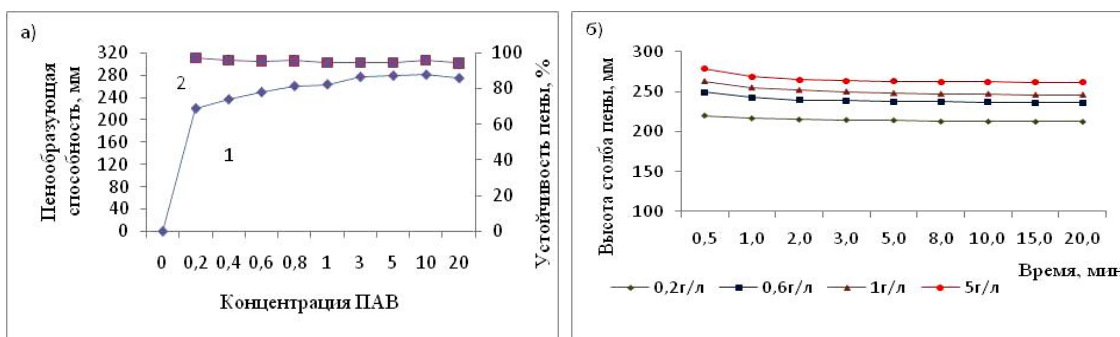 а)
Пенообразующая
способность, мм
320
280
240
200
160
120
80
40
0
2
1
100
80
60
40
20
0
Устойчивость пены, %
0 0,2 0,4 0,6 0,8 1 3 5 10 20
Концентрация ПАВ
б)
Высота столба пены, мм
300
250
200
150
100
0,5 1,0 2,0 3,0 5,0 8,0 10,0 15,0 20,0
Время, мин
0,2г/л 0,6г/л 1г/л 5г/л